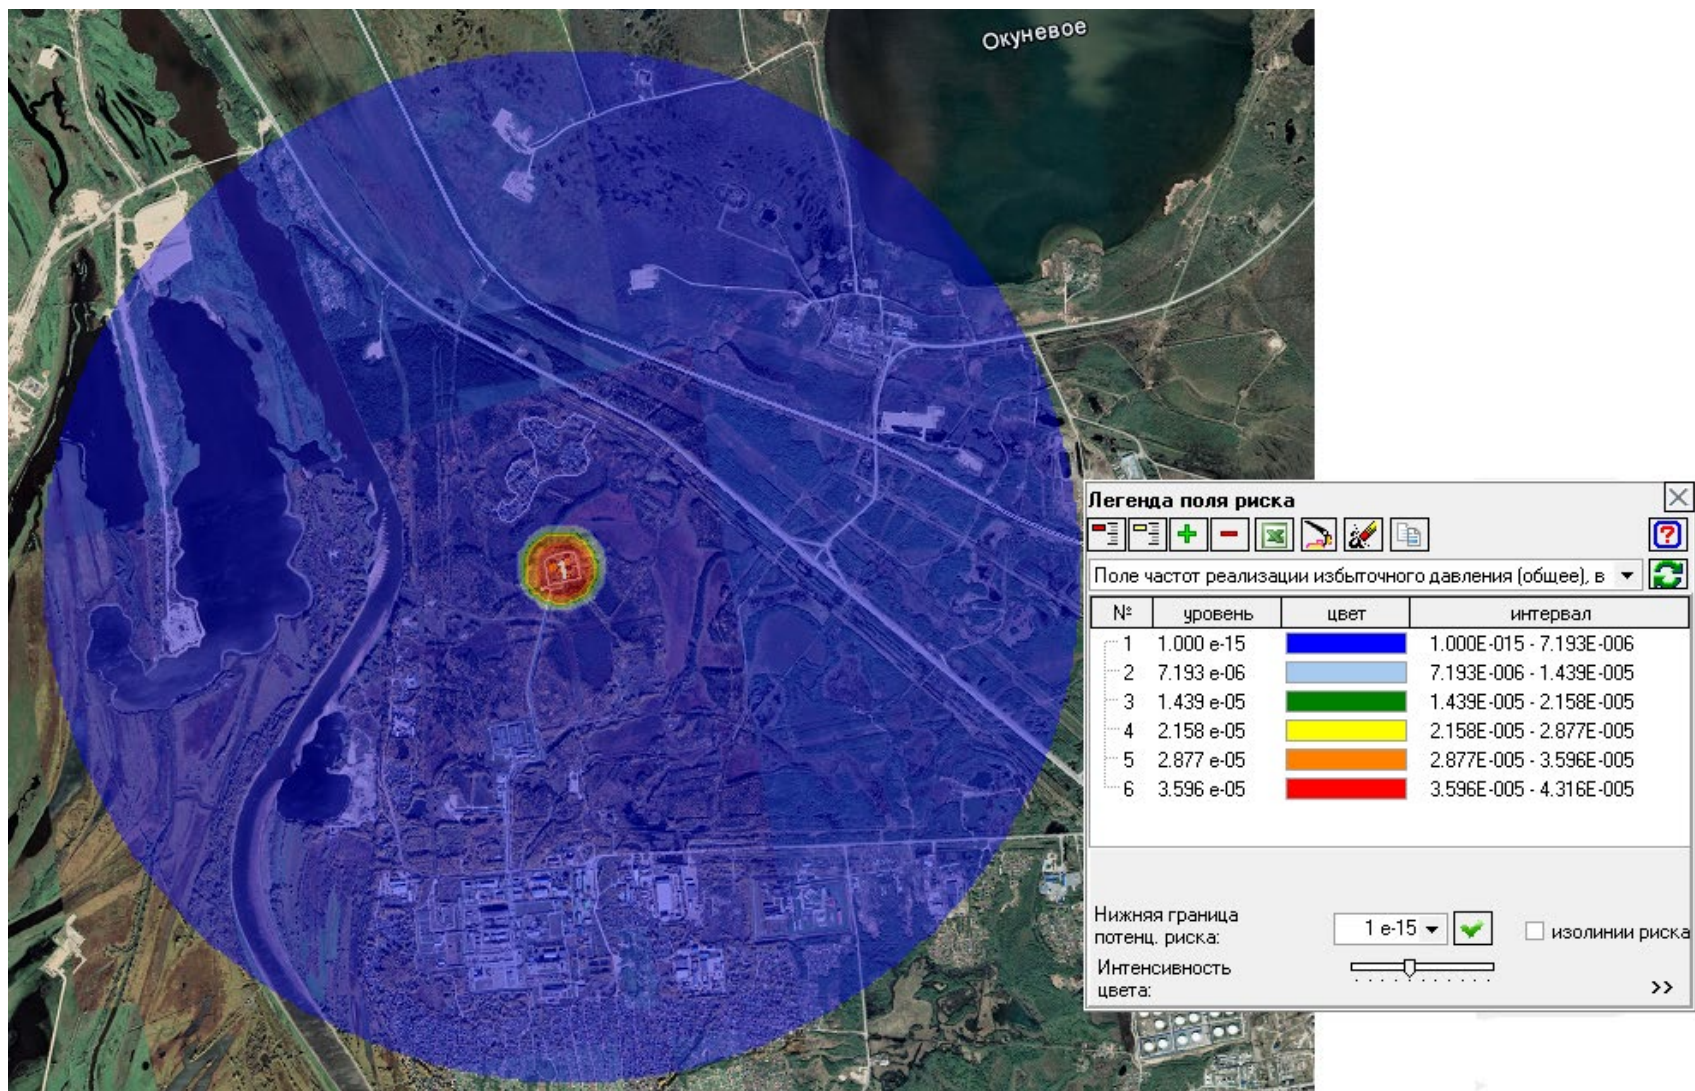 Окуневое
Легенда поля риска
Поле частот реализации избыточного давления (общее), в
№ уровень цвет интервал
1 1.000 e-15 1.000E-015 - 7.193E-006
2 7.193 e-06 7.193E-006 - 1.439E-005
3 1.439 e-05 1.439E-005 - 2.158E-005
4 2.158 e-05 2.158E-005 - 2.877E-005
5 2.877 e-05 2.877E-005 - 3.596E-005
6 3.596 e-05 3.596E-005 - 4.316E-005
Нижняя граница
потенц. риска:
1 e-15
изолинии риска
Интенсивность
цвета:
>>